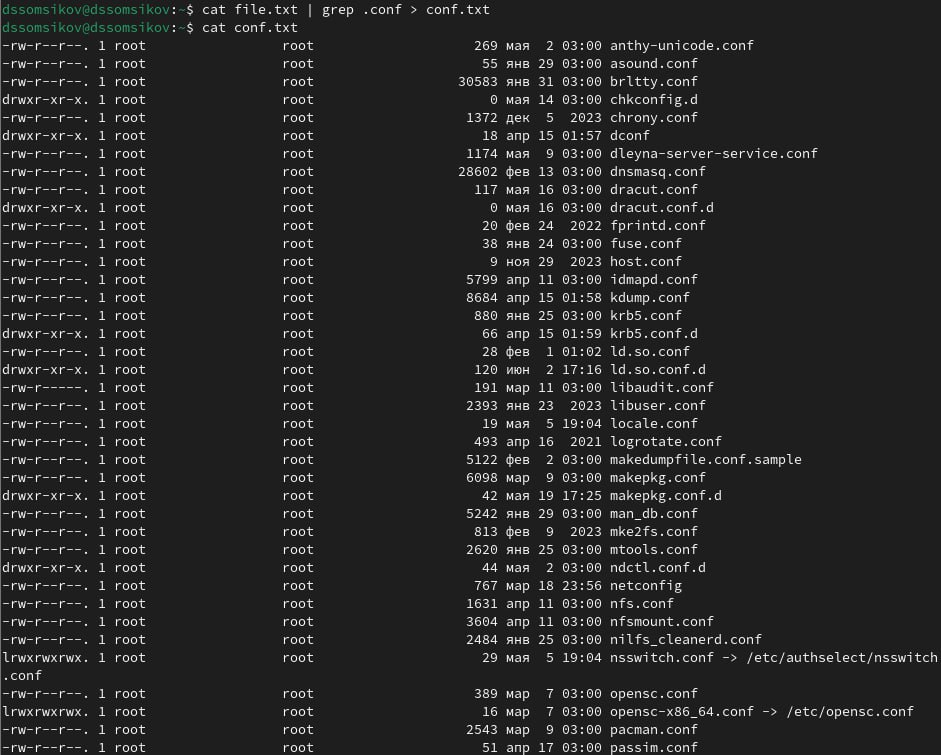 dssomsikov@dssomsikov:~$ cat file.txt | grep .conf > conf.txt
dssomsikov@dssomsikov:~$ cat conf.txt
-rw-r--r--. 1 root root 269 мая 2 03:00 anthy-unicode.conf
-rw-r--r--. 1 root root 55 янв 29 03:00 asound.conf
-rw-r--r--. 1 root root 30583 янв 31 03:00 brltty.conf
drwxr-xr-x. 1 root root 0 мая 14 03:00 chkconfig.d
-rw-r--r--. 1 root root 1372 дек 5 2023 chrony.conf
drwxr-xr-x. 1 root root 18 апр 15 01:57 dconf
-rw-r--r--. 1 root root 1174 мая 9 03:00 dleyna-server-service.conf
-rw-r--r--. 1 root root 28602 фев 13 03:00 dnsmasq.conf
-rw-r--r--. 1 root root 117 мая 16 03:00 dracut.conf
drwxr-xr-x. 1 root root 0 мая 16 03:00 dracut.conf.d
-rw-r--r--. 1 root root 20 фев 24 2022 fprintd.conf
-rw-r--r--. 1 root root 38 янв 24 03:00 fuse.conf
-rw-r--r--. 1 root root 9 ноя 29 2023 host.conf
-rw-r--r--. 1 root root 5799 апр 11 03:00 idmapd.conf
-rw-r--r--. 1 root root 8684 апр 15 01:58 kdump.conf
-rw-r--r--. 1 root root 880 янв 25 03:00 krb5.conf
drwxr-xr-x. 1 root root 66 апр 15 01:59 krb5.conf.d
-rw-r--r--. 1 root root 28 фев 1 01:02 ld.so.conf
drwxr-xr-x. 1 root root 120 июн 2 17:16 ld.so.conf.d
-rw-r-----. 1 root root 191 мар 11 03:00 libaudit.conf
-rw-r--r--. 1 root root 2393 янв 23 2023 libuser.conf
-rw-r--r--. 1 root root 19 мая 5 19:04 locale.conf
-rw-r--r--. 1 root root 493 апр 16 2021 logrotate.conf
-rw-r--r--. 1 root root 5122 фев 2 03:00 makedumpfile.conf.sample
-rw-r--r--. 1 root root 6098 мар 9 03:00 makepkg.conf
drwxr-xr-x. 1 root root 42 мая 19 17:25 makepkg.conf.d
-rw-r--r--. 1 root root 5242 янв 29 03:00 man_db.conf
-rw-r--r--. 1 root root 813 фев 9 2023 mke2fs.conf
-rw-r--r--. 1 root root 2620 янв 25 03:00 mtools.conf
drwxr-xr-x. 1 root root 44 мая 2 03:00 ndctl.conf.d
-rw-r--r--. 1 root root 767 мар 18 23:56 netconfig
-rw-r--r--. 1 root root 1631 апр 11 03:00 nfs.conf
-rw-r--r--. 1 root root 3604 апр 11 03:00 nfsmount.conf
-rw-r--r--. 1 root root 2484 янв 25 03:00 nilfs_cleanerd.conf
lrwxrwxrwx. 1 root root 29 мая 5 19:04 nsswitch.conf -> /etc/authselect/nsswitch
.conf
-rw-r--r--. 1 root root 389 мар 7 03:00 opensc.conf
lrwxrwxrwx. 1 root root 16 мар 7 03:00 opensc-x86_64.conf -> /etc/opensc.conf
-rw-r--r--. 1 root root 2543 мар 9 03:00 pacman.conf
-rw-r--r--. 1 root root 51 апр 17 03:00 passim.conf